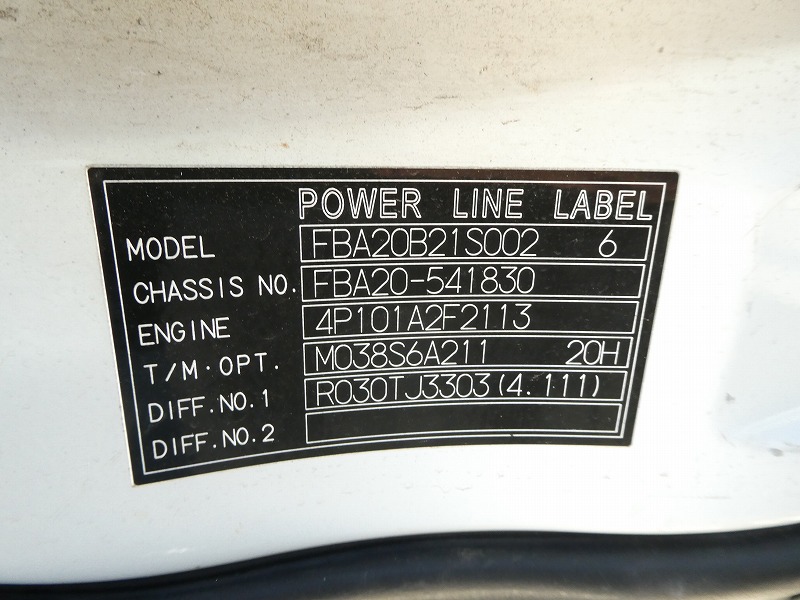 POWER LINE LABEL
MODEL FBA20B21S002 6
CHASSIS NO. FBA20-541830
ENGINE 4P101A2F2113
T/M·OPT. M038S6A211 20H
DIFF.NO.1 R030TJ3303(4.111)
DIFF.NO.2